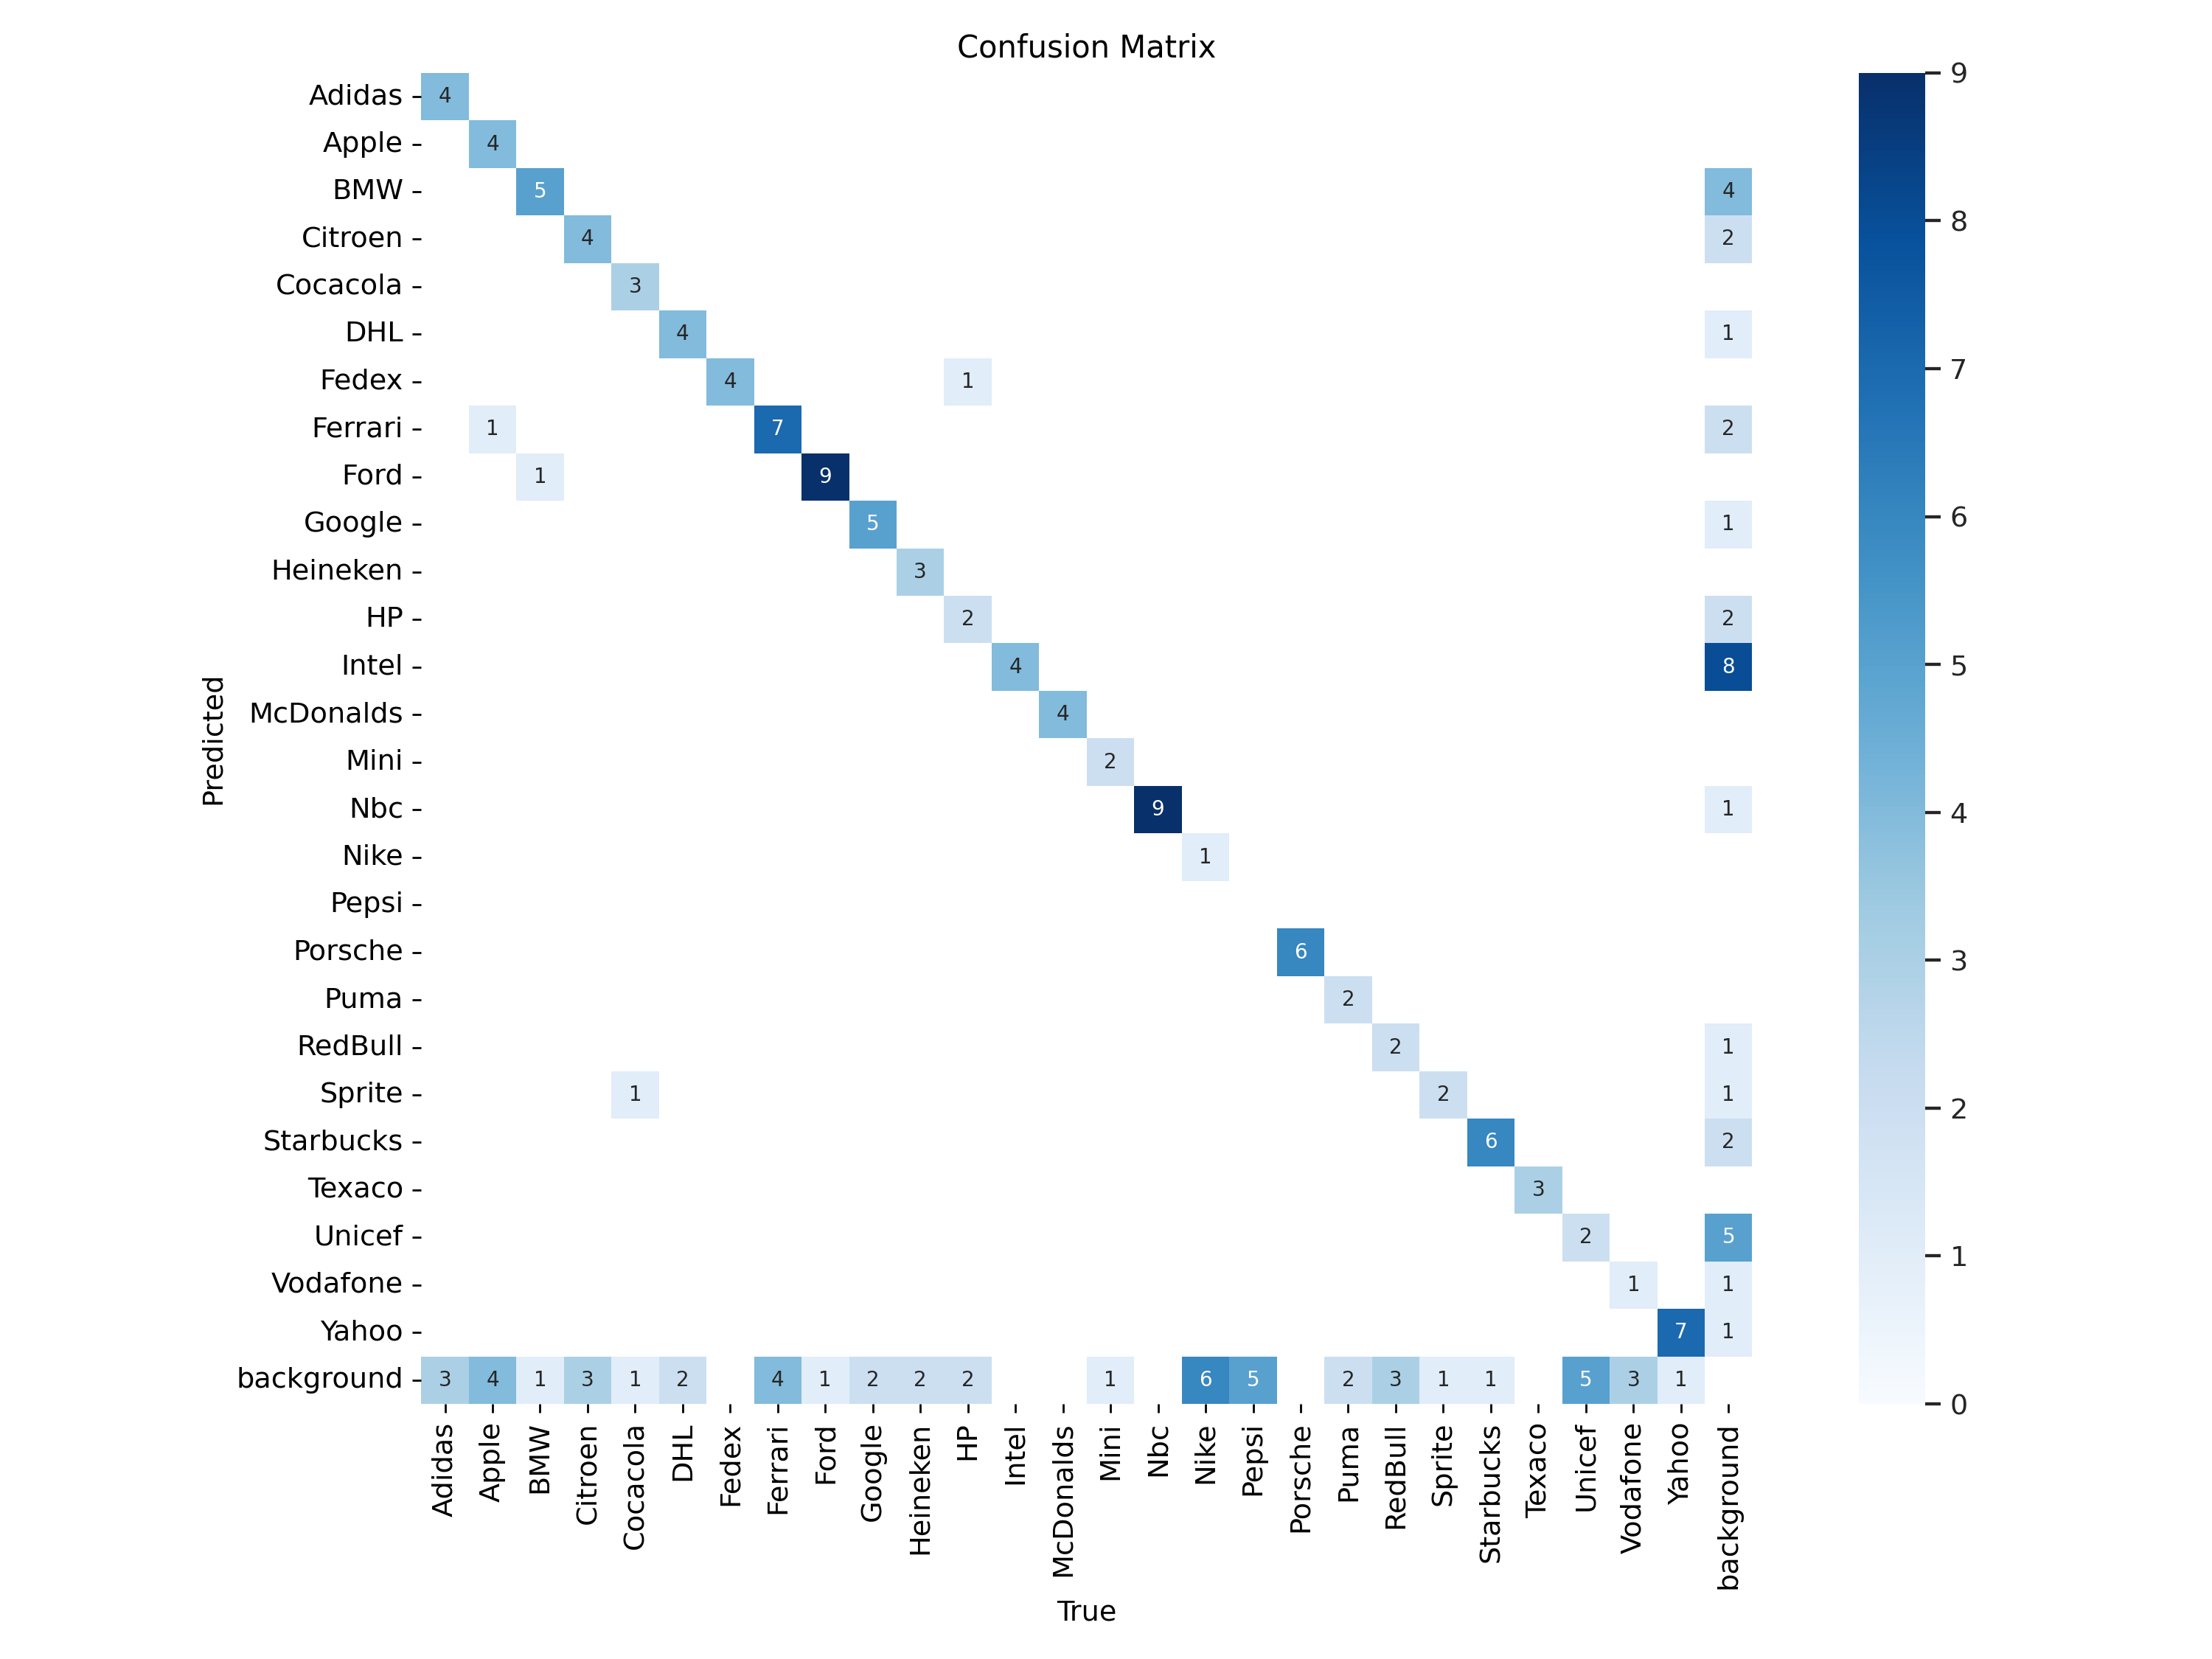 Confusion Matrix
Adidas 4
Apple 4
BMW 5 4
Citroen 4 2
Cocacola 3
DHL 4 1
Fedex 4 1
Ferrari 1 7 2
Ford 1 9
Google 5 1
Heineken 3
HP 2 2
Intel 4 8
McDonalds 4
Mini 2
Nbc 9 1
Nike 1
Pepsi
Porsche 6
Puma 2
RedBull 2 1
Sprite 1 2 1
Starbucks 6 2
Texaco 3
Unicef 2 5
Vodafone 1 1
Yahoo 7 1
background 3 4 1 3 1 2 4 1 2 2 2 1 6 5 2 3 1 1 5 3 1
Predicted
Adidas Apple BMW Citroen Cocacola DHL Fedex Ferrari Ford Google Heineken HP Intel McDonalds Mini Nbc Nike Pepsi Porsche Puma RedBull Sprite Starbucks Texaco Unicef Vodafone Yahoo background
True
9
8
7
6
5
4
3
2
1
0